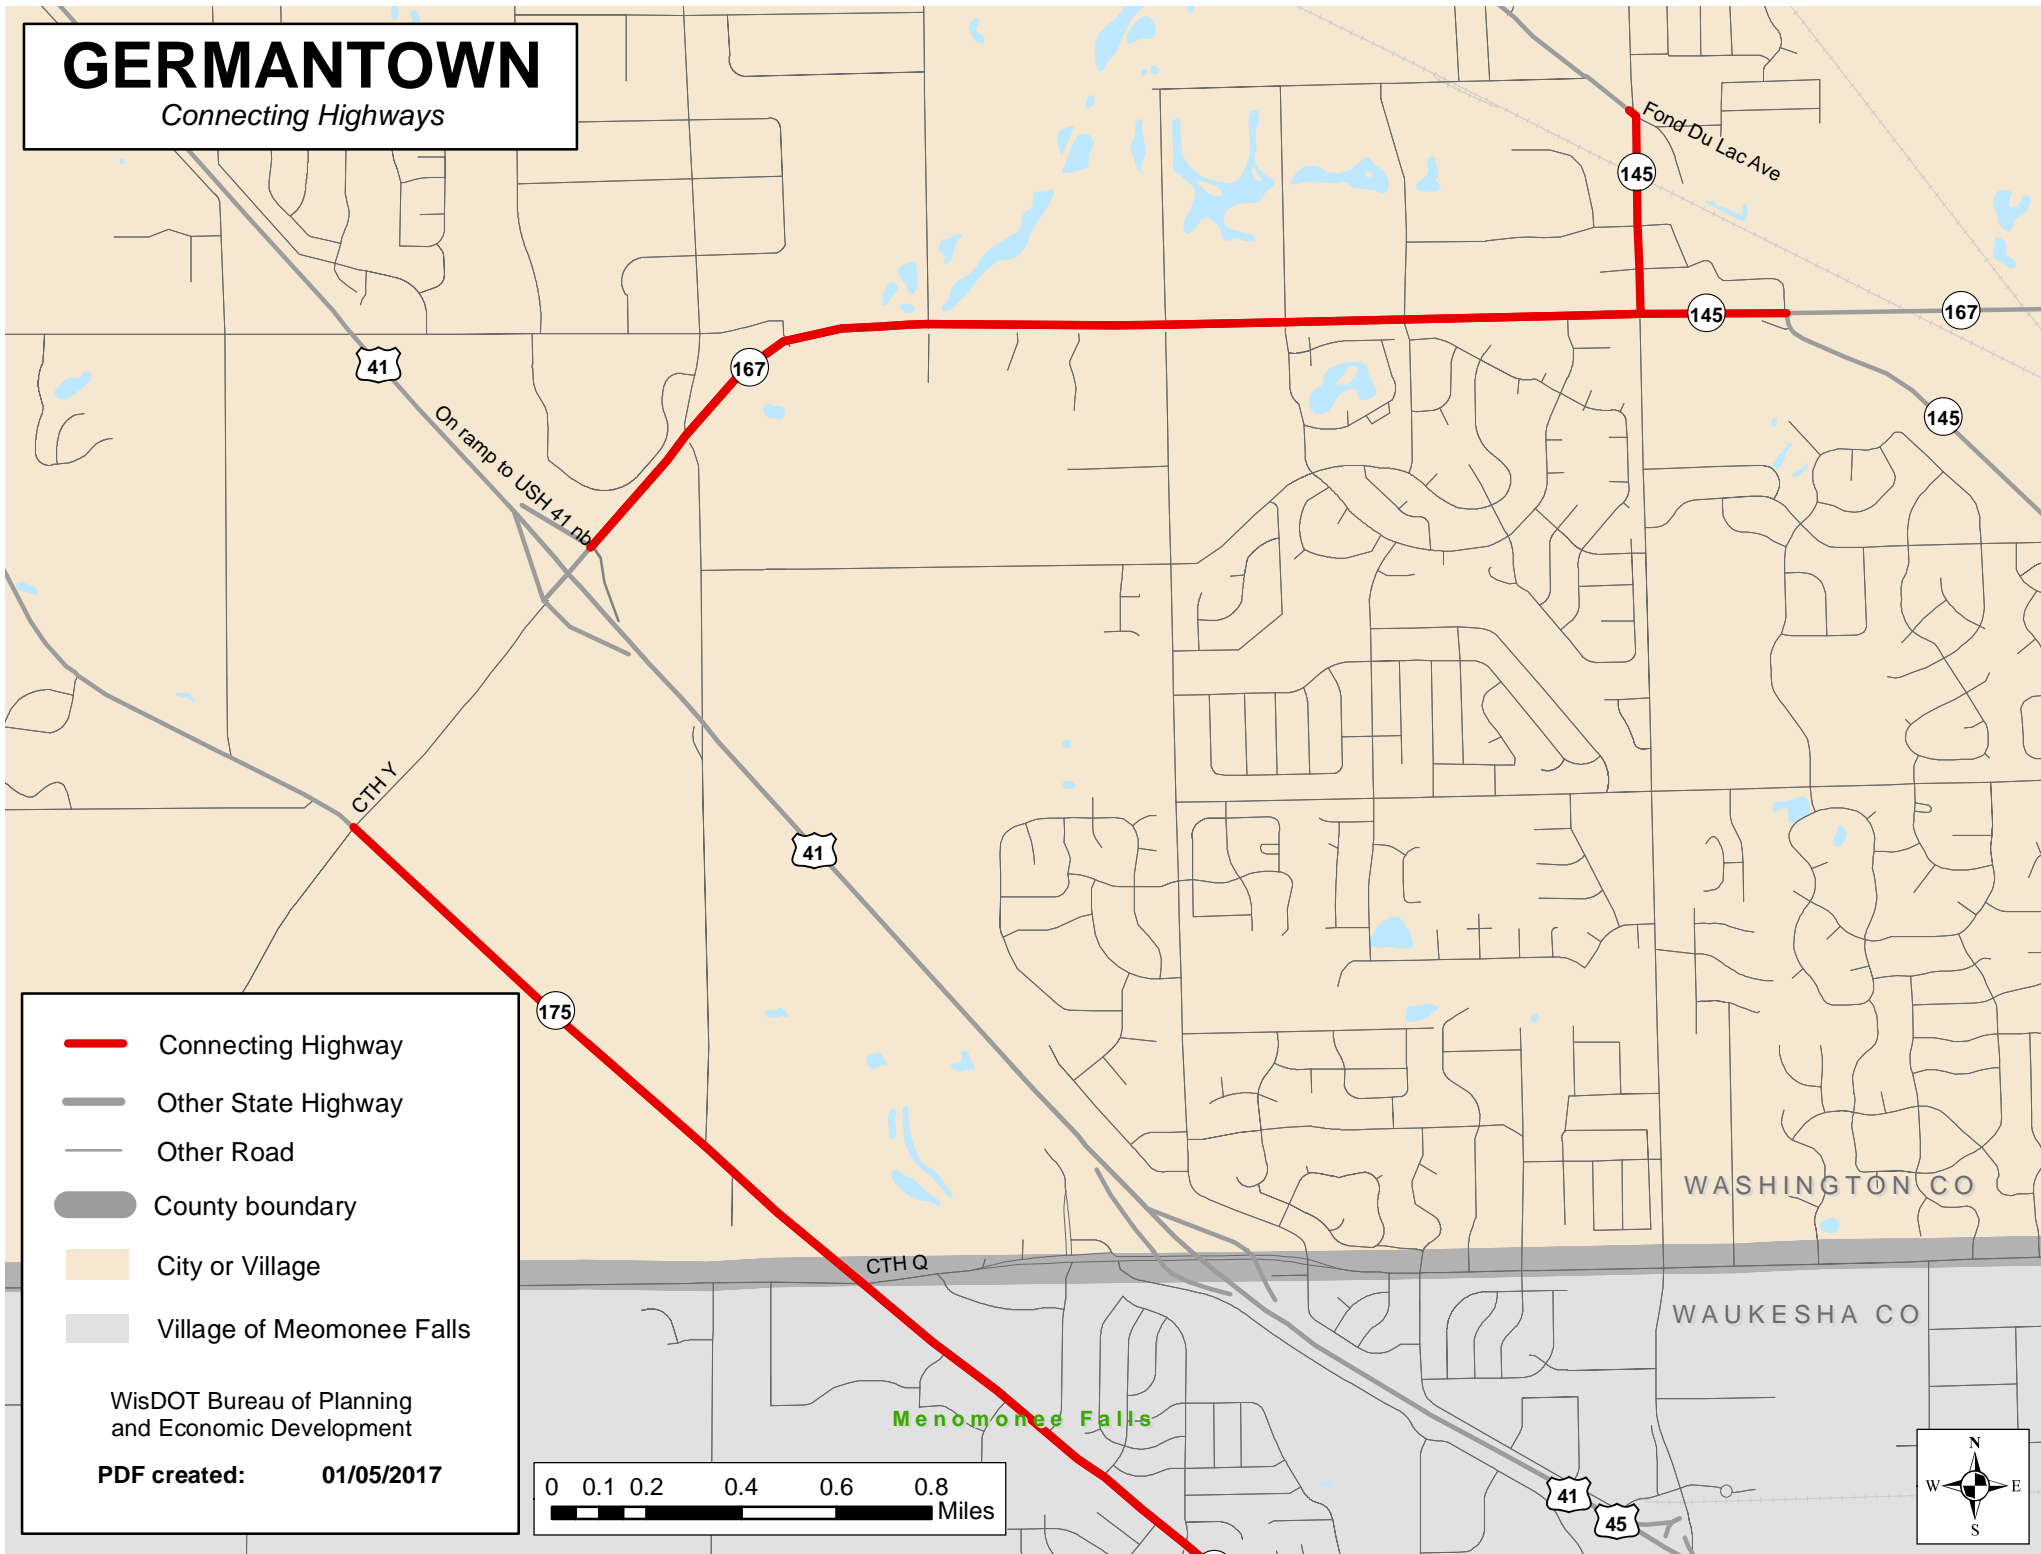 GERMANTOWN
Connecting Highways
Fond Du Lac Ave
145
145
167
41
167
145
On ramp to USH 41 nb
CTH Y
41
175
Connecting Highway
Other State Highway
Other Road
County boundary
City or Village
Village of Meomonee Falls
WisDOT Bureau of Planning
and Economic Development
PDF created: 01/05/2017
WASHINGTON CO
CTH Q
WAUKESHA CO
Menomonee Falls
0 0.1 0.2 0.4 0.6 0.8
Miles
41
45
N
W E
S